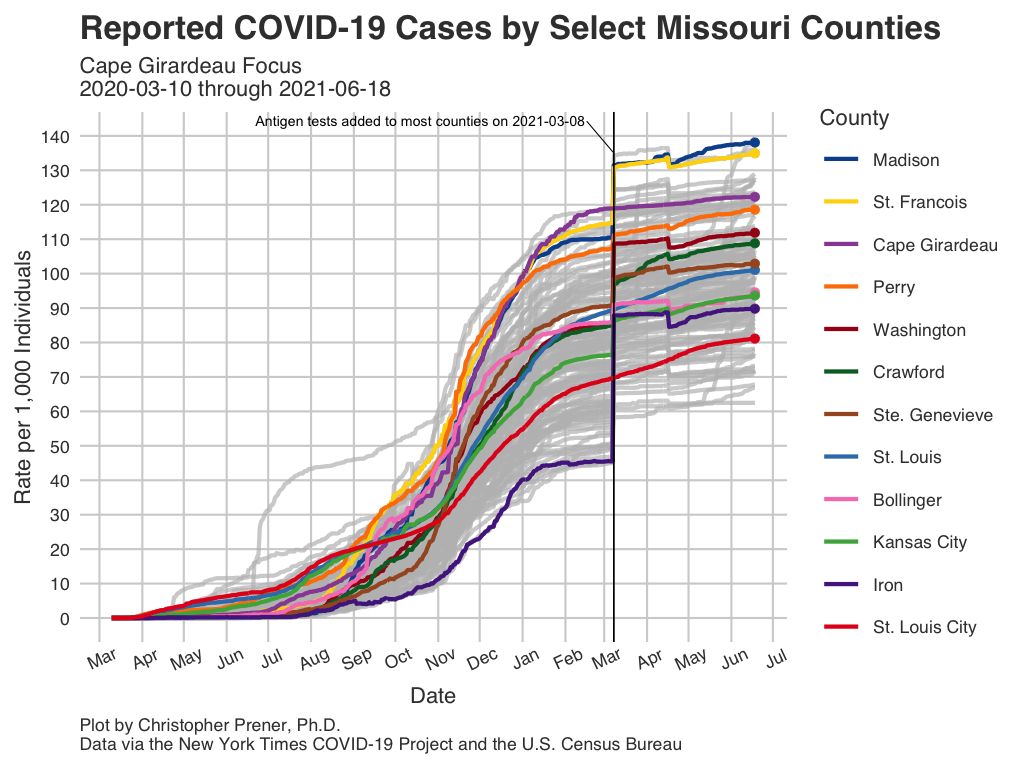 Reported COVID-19 Cases by Select Missouri Counties
Cape Girardeau Focus
2020-03-10 through 2021-06-18
Antigen tests added to most counties on 2021-03-08
Rate per 1,000 Individuals
140
130
120
110
100
90
80
70
60
50
40
30
20
10
0
Mar Apr May Jun Jul Aug Sep Oct Nov Dec Jan Feb Mar Apr May Jun Jul
Date
County
Madison
St. Francois
Cape Girardeau
Perry
Washington
Crawford
Ste. Genevieve
St. Louis
Bollinger
Kansas City
Iron
St. Louis City
Plot by Christopher Prener, Ph.D.
Data via the New York Times COVID-19 Project and the U.S. Census Bureau